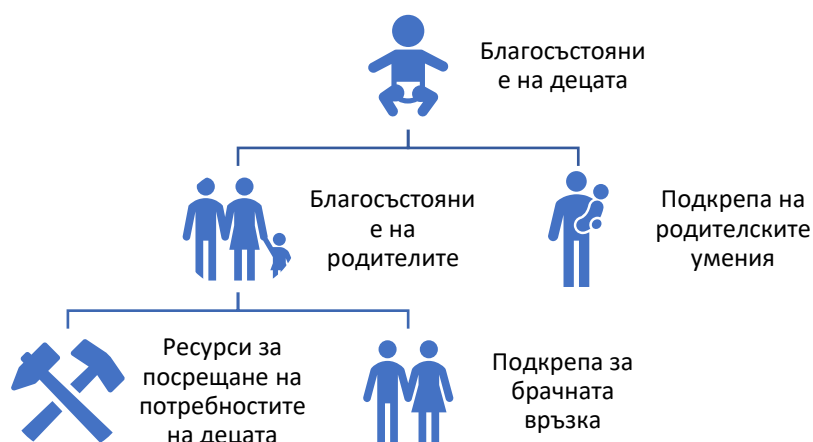 Благосъстояни
е на децата
Благосъстояни
е на
родителите
Подкрепа на
родителските
умения
Ресурси за
посрещане на
потребностите
на децата
Подкрепа за
брачната
връзка